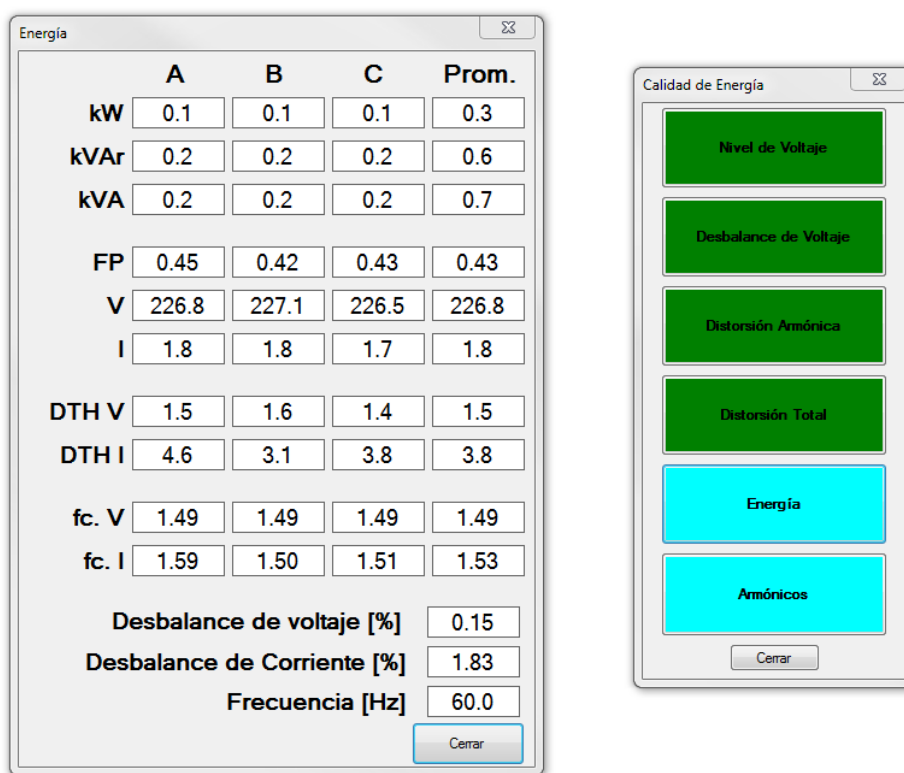 Energía
A B C Prom.
kW 0.1 0.1 0.1 0.3
kVAr 0.2 0.2 0.2 0.6
kVA 0.2 0.2 0.2 0.7
FP 0.45 0.42 0.43 0.43
V 226.8 227.1 226.5 226.8
I 1.8 1.8 1.7 1.8
DTH V 1.5 1.6 1.4 1.5
DTH I 4.6 3.1 3.8 3.8
fc. V 1.49 1.49 1.49 1.49
fc. I 1.59 1.50 1.51 1.53
Desbalance de voltaje [%] 0.15
Desbalance de Corriente [%] 1.83
Frecuencia [Hz] 60.0
Cerrar
Calidad de Energía
Nivel de Voltaje
Desbalance de Voltaje
Distorsión Armónica
Distorsión Total
Energía
Armónicos
Cerrar